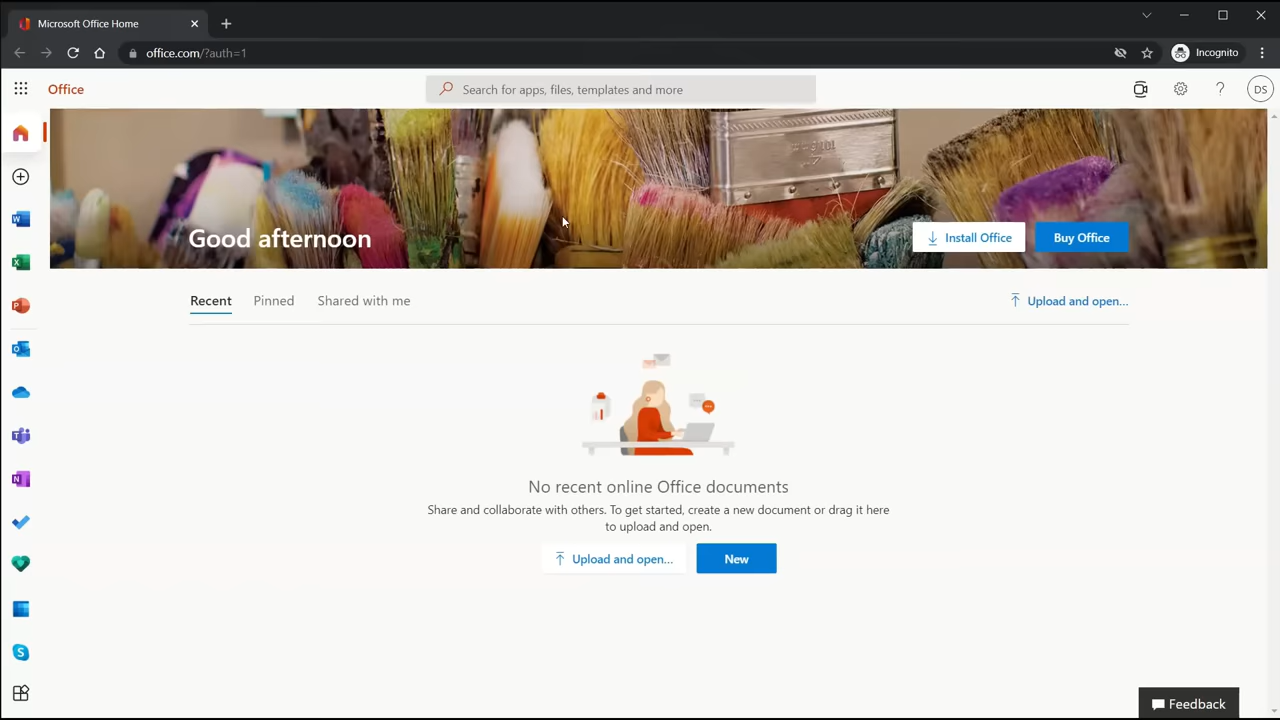 Microsoft Office Home
office.com/?auth=1
Incognito
Office
Search for apps, files, templates and more
DS
Good afternoon
Install Office
Buy Office
Recent
Pinned
Shared with me
Upload and open...
No recent online Office documents
Share and collaborate with others. To get started, create a new document or drag it here
to upload and open.
Upload and open...
New
Feedback